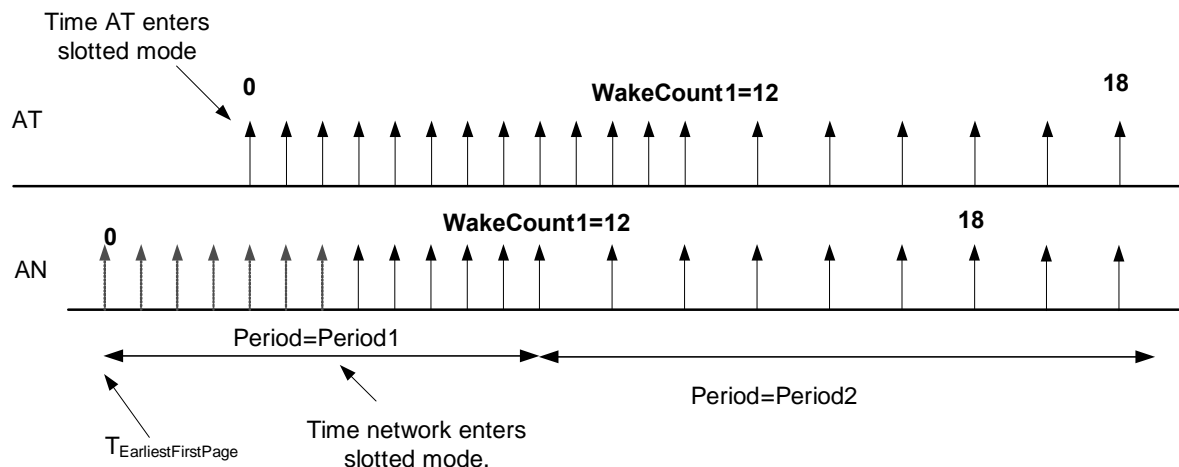 Time AT enters
slotted mode
0
WakeCount1=12
18
AT
0
WakeCount1=12
18
AN
Period=Period1
Period=Period2
TEarliestFirstPage
Time network enters
slotted mode.